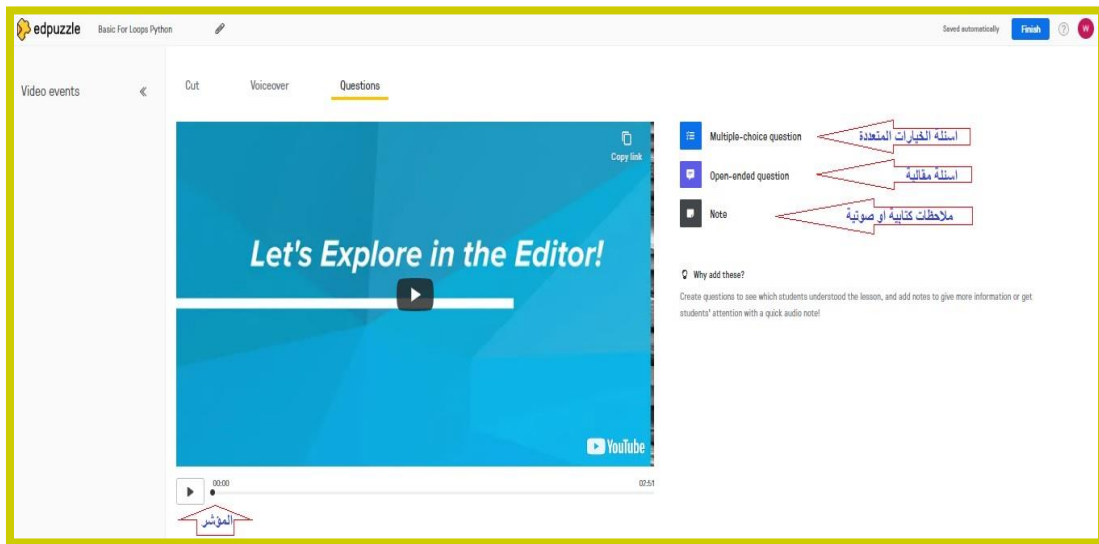 edpuzzle Basic For Loops Python Saved automatically Finish ? W
Video events « Cut Voiceover Questions
Copy link
Let's Explore in the Editor!
YouTube
00:00 02:51
المؤشر
Multiple-choice question اسئلة الخيارات المتعددة
Open-ended question اسئلة مقالية
Note ملاحظات كتابية او صوتية
Why add these?
Create questions to see which students understood the lesson, and add notes to give more information or get
students' attention with a quick audio note!